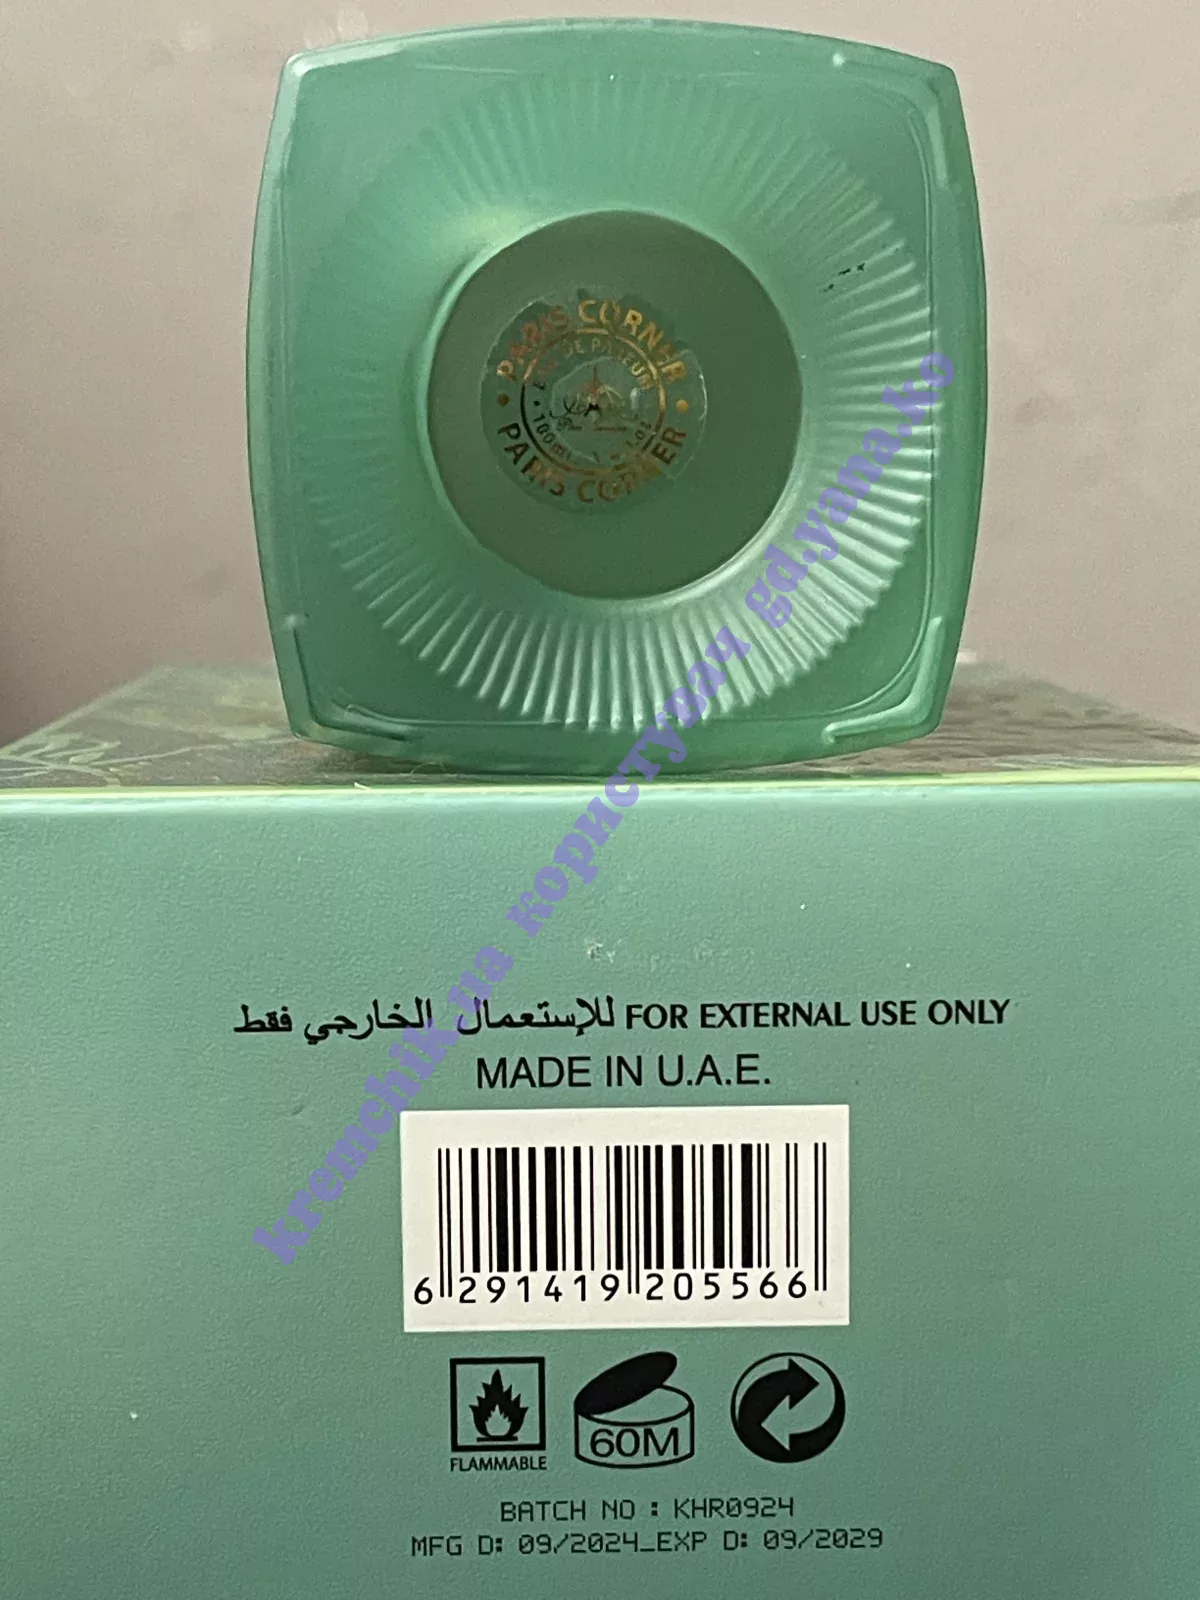 PARIS CORNER
EAU DE PARFUM
100ml
PARIS CORNER
للإستعمال الخارجي فقط FOR EXTERNAL USE ONLY
MADE IN U.A.E.
6 291419 205566
FLAMMABLE
60M
BATCH NO : KHR0924
MFG D: 09/2024_EXP D: 09/2029
kremchik.ua користувач gd.yana.ko